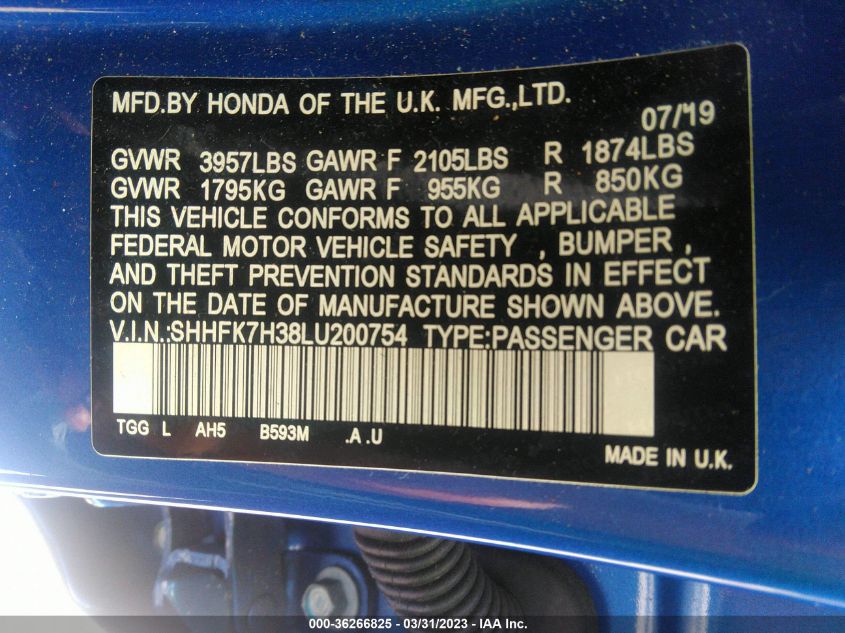 MFD.BY HONDA OF THE U.K. MFG.,LTD.
07/19
GVWR 3957LBS GAWR F 2105LBS R 1874LBS
GVWR 1795KG GAWR F 955KG R 850KG
THIS VEHICLE CONFORMS TO ALL APPLICABLE
FEDERAL MOTOR VEHICLE SAFETY , BUMPER ,
AND THEFT PREVENTION STANDARDS IN EFFECT
ON THE DATE OF MANUFACTURE SHOWN ABOVE.
V.I.N.:SHHFK7H38LU200754 TYPE:PASSENGER CAR
TGG L AH5 B593M .A .U
MADE IN U.K.
000-36266825 - 03/31/2023 - IAA Inc.